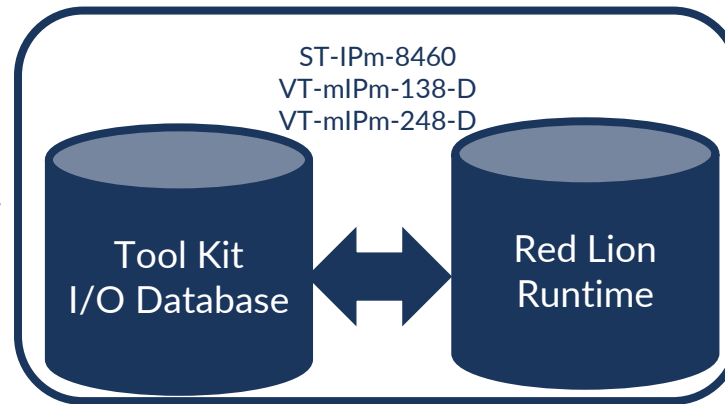 ST-IPm-8460
VT-mIPm-138-D
VT-mIPm-248-D
Tool Kit
I/O Database
Red Lion
Runtime